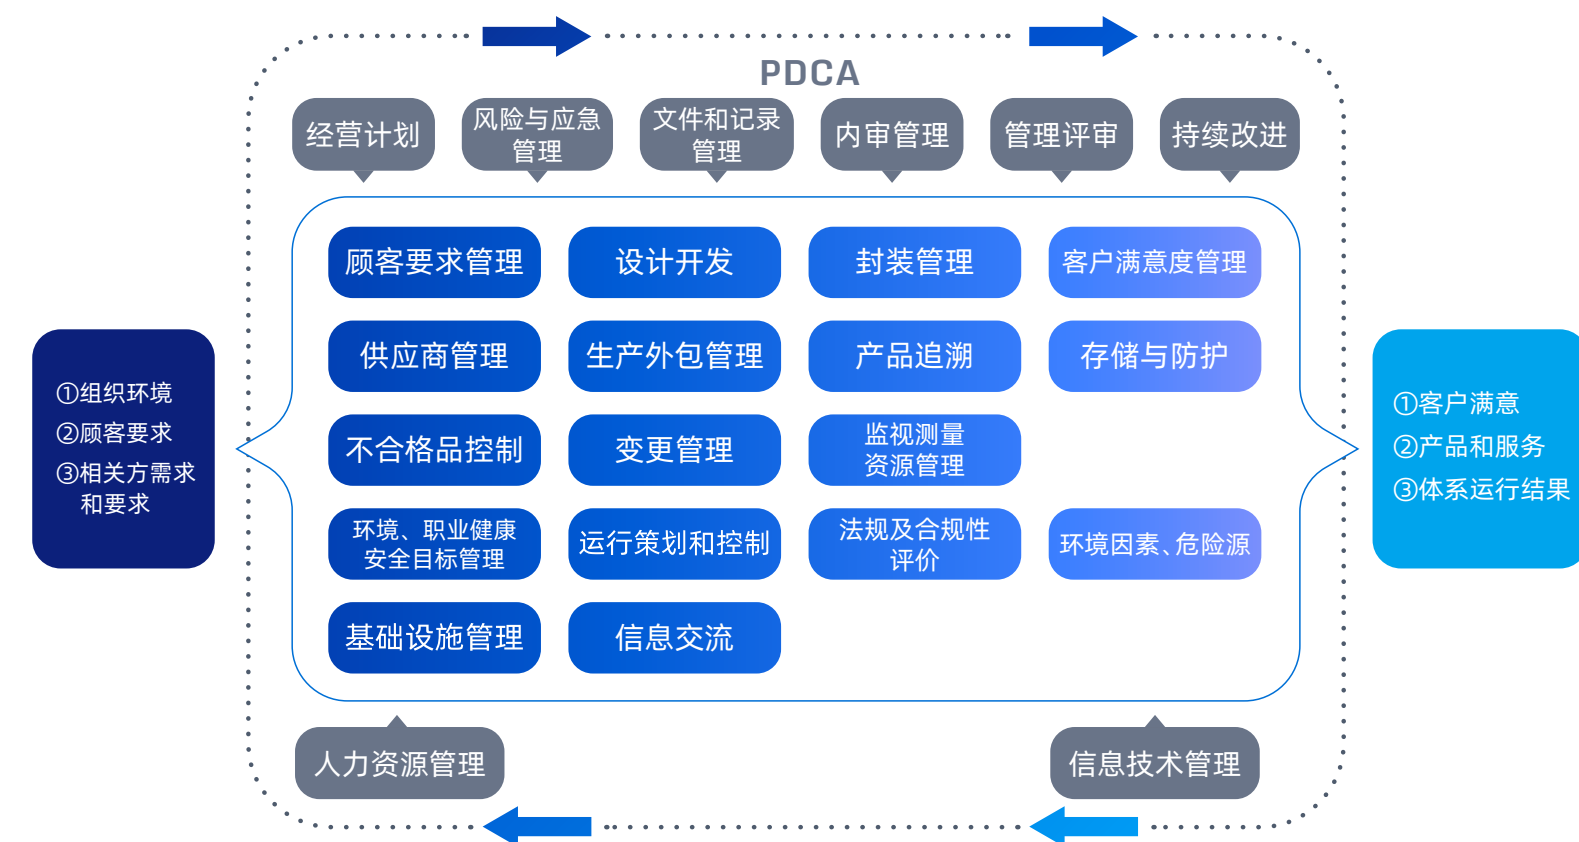 PDCA
经营计划
风险与应急
管理
文件和记录
管理
内审管理
管理评审
持续改进
顾客要求管理
设计开发
封装管理
客户满意度管理
供应商管理
生产外包管理
产品追溯
存储与防护
不合格品控制
变更管理
监视测量
资源管理
环境、职业健康
安全目标管理
运行策划和控制
法规及合规性
评价
环境因素、危险源
基础设施管理
信息交流
①组织环境
②顾客要求
③相关方需求
和要求
①客户满意
②产品和服务
③体系运行结果
人力资源管理
信息技术管理